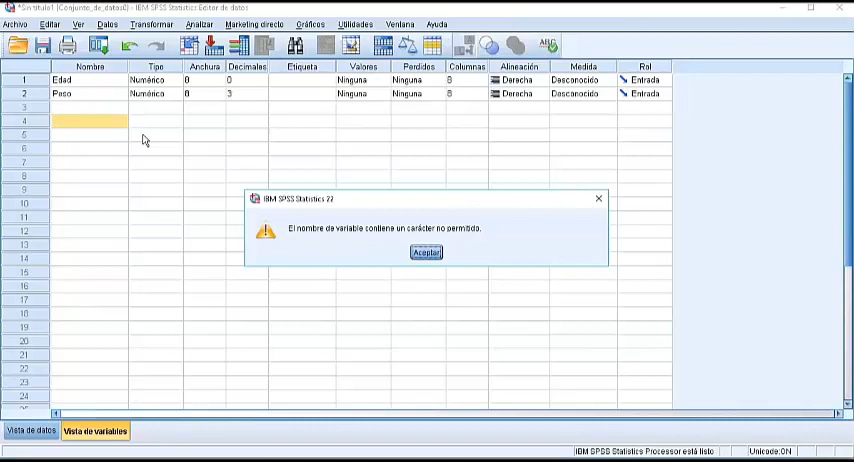 *Sin título1 [Conjunto_de_datos0] - IBM SPSS Statistics Editor de datos
Archivo Editar Ver Datos Transformar Analizar Marketing directo Gráficos Utilidades Ventana Ayuda
ABC
Nombre Tipo Anchura Decimales Etiqueta Valores Perdidos Columnas Alineación Medida Rol
1 Edad Numérico 8 0 Ninguna Ninguna 8 Derecha Desconocido Entrada
2 Peso Numérico 8 3 Ninguna Ninguna 8 Derecha Desconocido Entrada
3
4
5
6
7
8
9
10
11
12
13
14
15
16
17
18
19
20
21
22
23
24
IBM SPSS Statistics 22
El nombre de variable contiene un carácter no permitido.
Aceptar
Vista de datos Vista de variables
IBM SPSS Statistics Processor está listo Unicode:ON